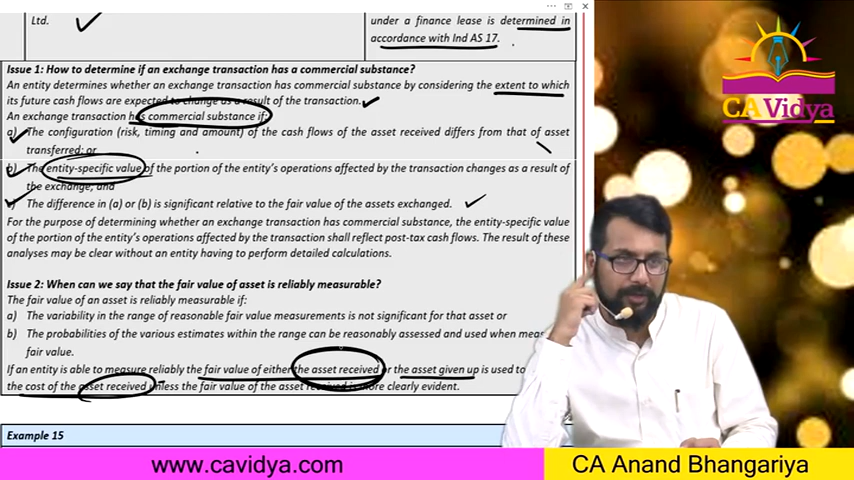 Ltd.
under a finance lease is determined in
accordance with Ind AS 17.
Issue 1: How to determine if an exchange transaction has a commercial substance?
An entity determines whether an exchange transaction has commercial substance by considering the extent to which
its future cash flows are expected to change as a result of the transaction.
An exchange transaction has commercial substance if:
a) The configuration (risk, timing and amount) of the cash flows of the asset received differs from that of asset
transferred; or
b) The entity-specific value of the portion of the entity's operations affected by the transaction changes as a result of
the exchange; and
The difference in (a) or (b) is significant relative to the fair value of the assets exchanged.
For the purpose of determining whether an exchange transaction has commercial substance, the entity-specific value
of the portion of the entity's operations affected by the transaction shall reflect post-tax cash flows. The result of these
analyses may be clear without an entity having to perform detailed calculations.
Issue 2: When can we say that the fair value of asset is reliably measurable?
The fair value of an asset is reliably measurable if:
a) The variability in the range of reasonable fair value measurements is not significant for that asset or
b) The probabilities of the various estimates within the range can be reasonably assessed and used when
fair value.
If an entity is able to measure reliably the fair value of either the asset received or the asset given up is used to
the cost of the asset received unless the fair value of the asset received is more clearly evident.
Example 15
CA Vidya
www.cavidya.com
CA Anand Bhangariya